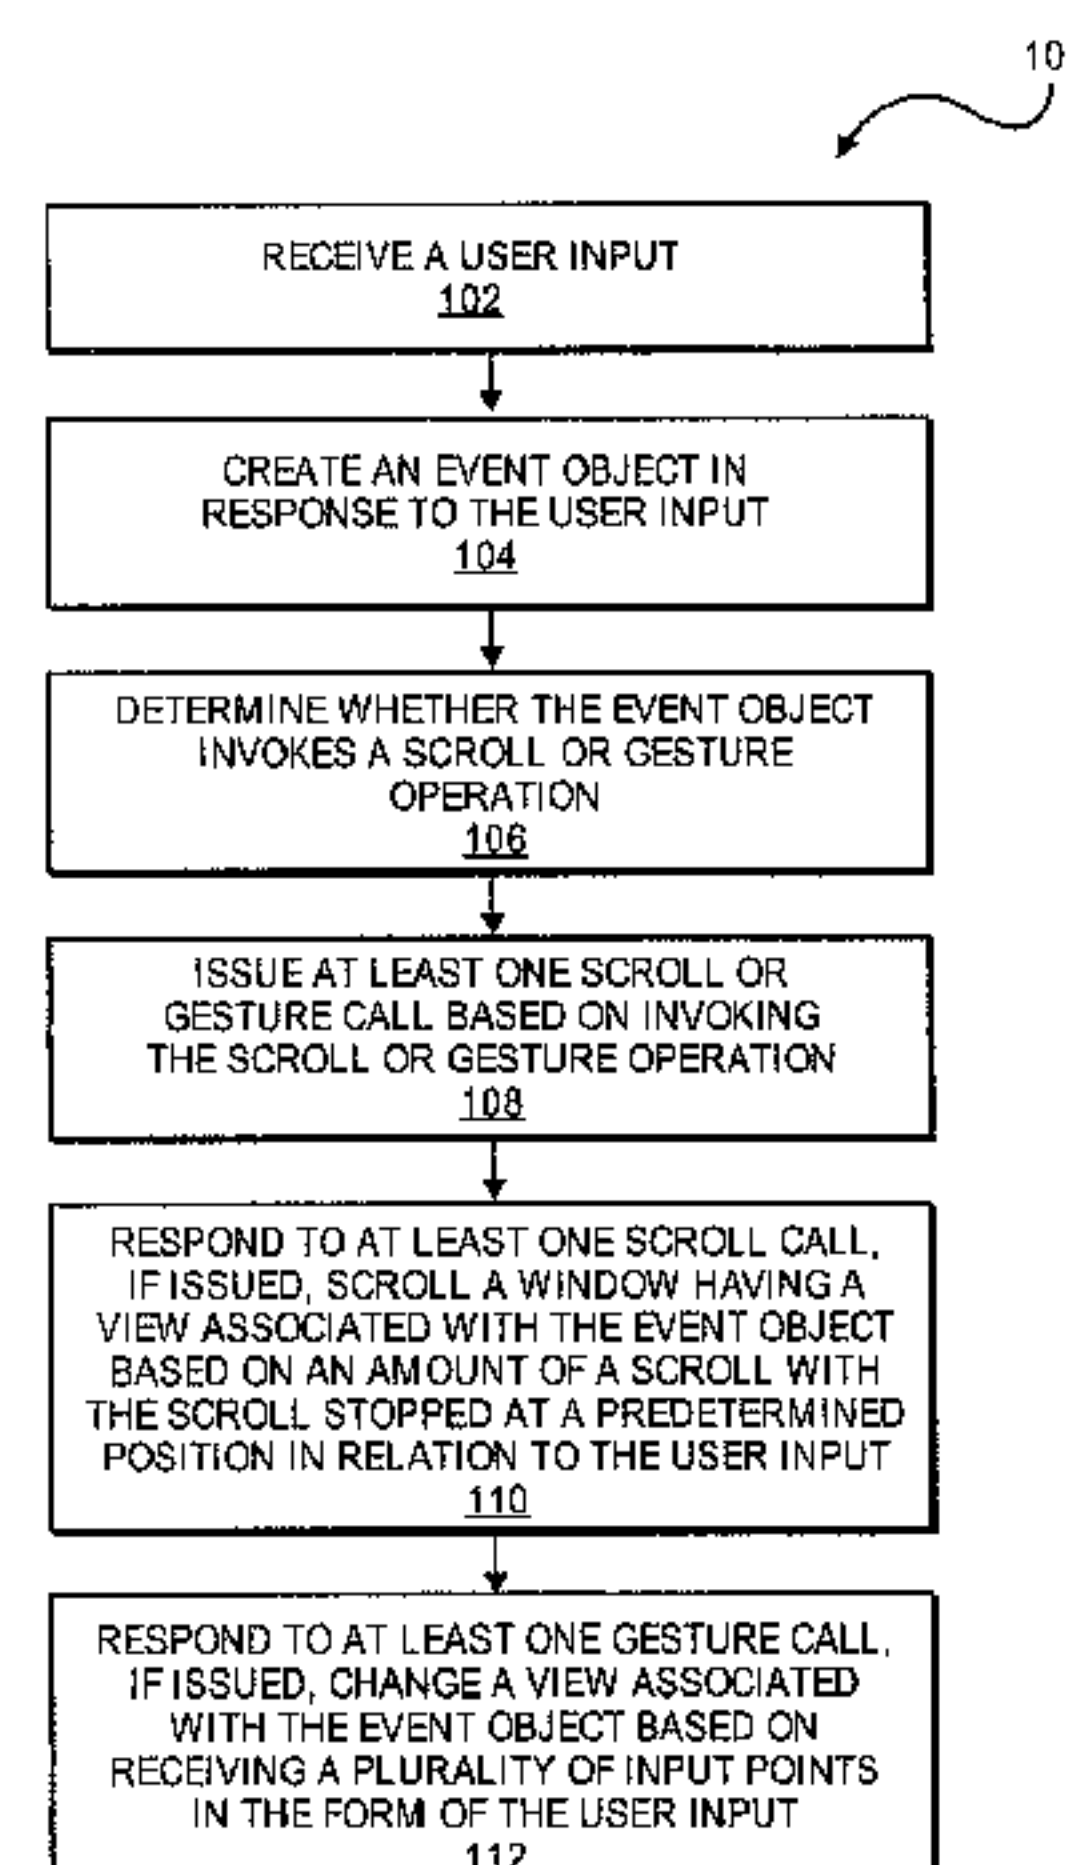 10
RECEIVE A USER INPUT
102
CREATE AN EVENT OBJECT IN
RESPONSE TO THE USER INPUT
104
DETERMINE WHETHER THE EVENT OBJECT
INVOKES A SCROLL OR GESTURE
OPERATION
106
ISSUE AT LEAST ONE SCROLL OR
GESTURE CALL BASED ON INVOKING
THE SCROLL OR GESTURE OPERATION
108
RESPOND TO AT LEAST ONE SCROLL CALL,
IF ISSUED, SCROLL A WINDOW HAVING A
VIEW ASSOCIATED WITH THE EVENT OBJECT
BASED ON AN AMOUNT OF A SCROLL WITH
THE SCROLL STOPPED AT A PREDETERMINED
POSITION IN RELATION TO THE USER INPUT
110
RESPOND TO AT LEAST ONE GESTURE CALL,
IF ISSUED, CHANGE A VIEW ASSOCIATED
WITH THE EVENT OBJECT BASED ON
RECEIVING A PLURALITY OF INPUT POINTS
IN THE FORM OF THE USER INPUT
112